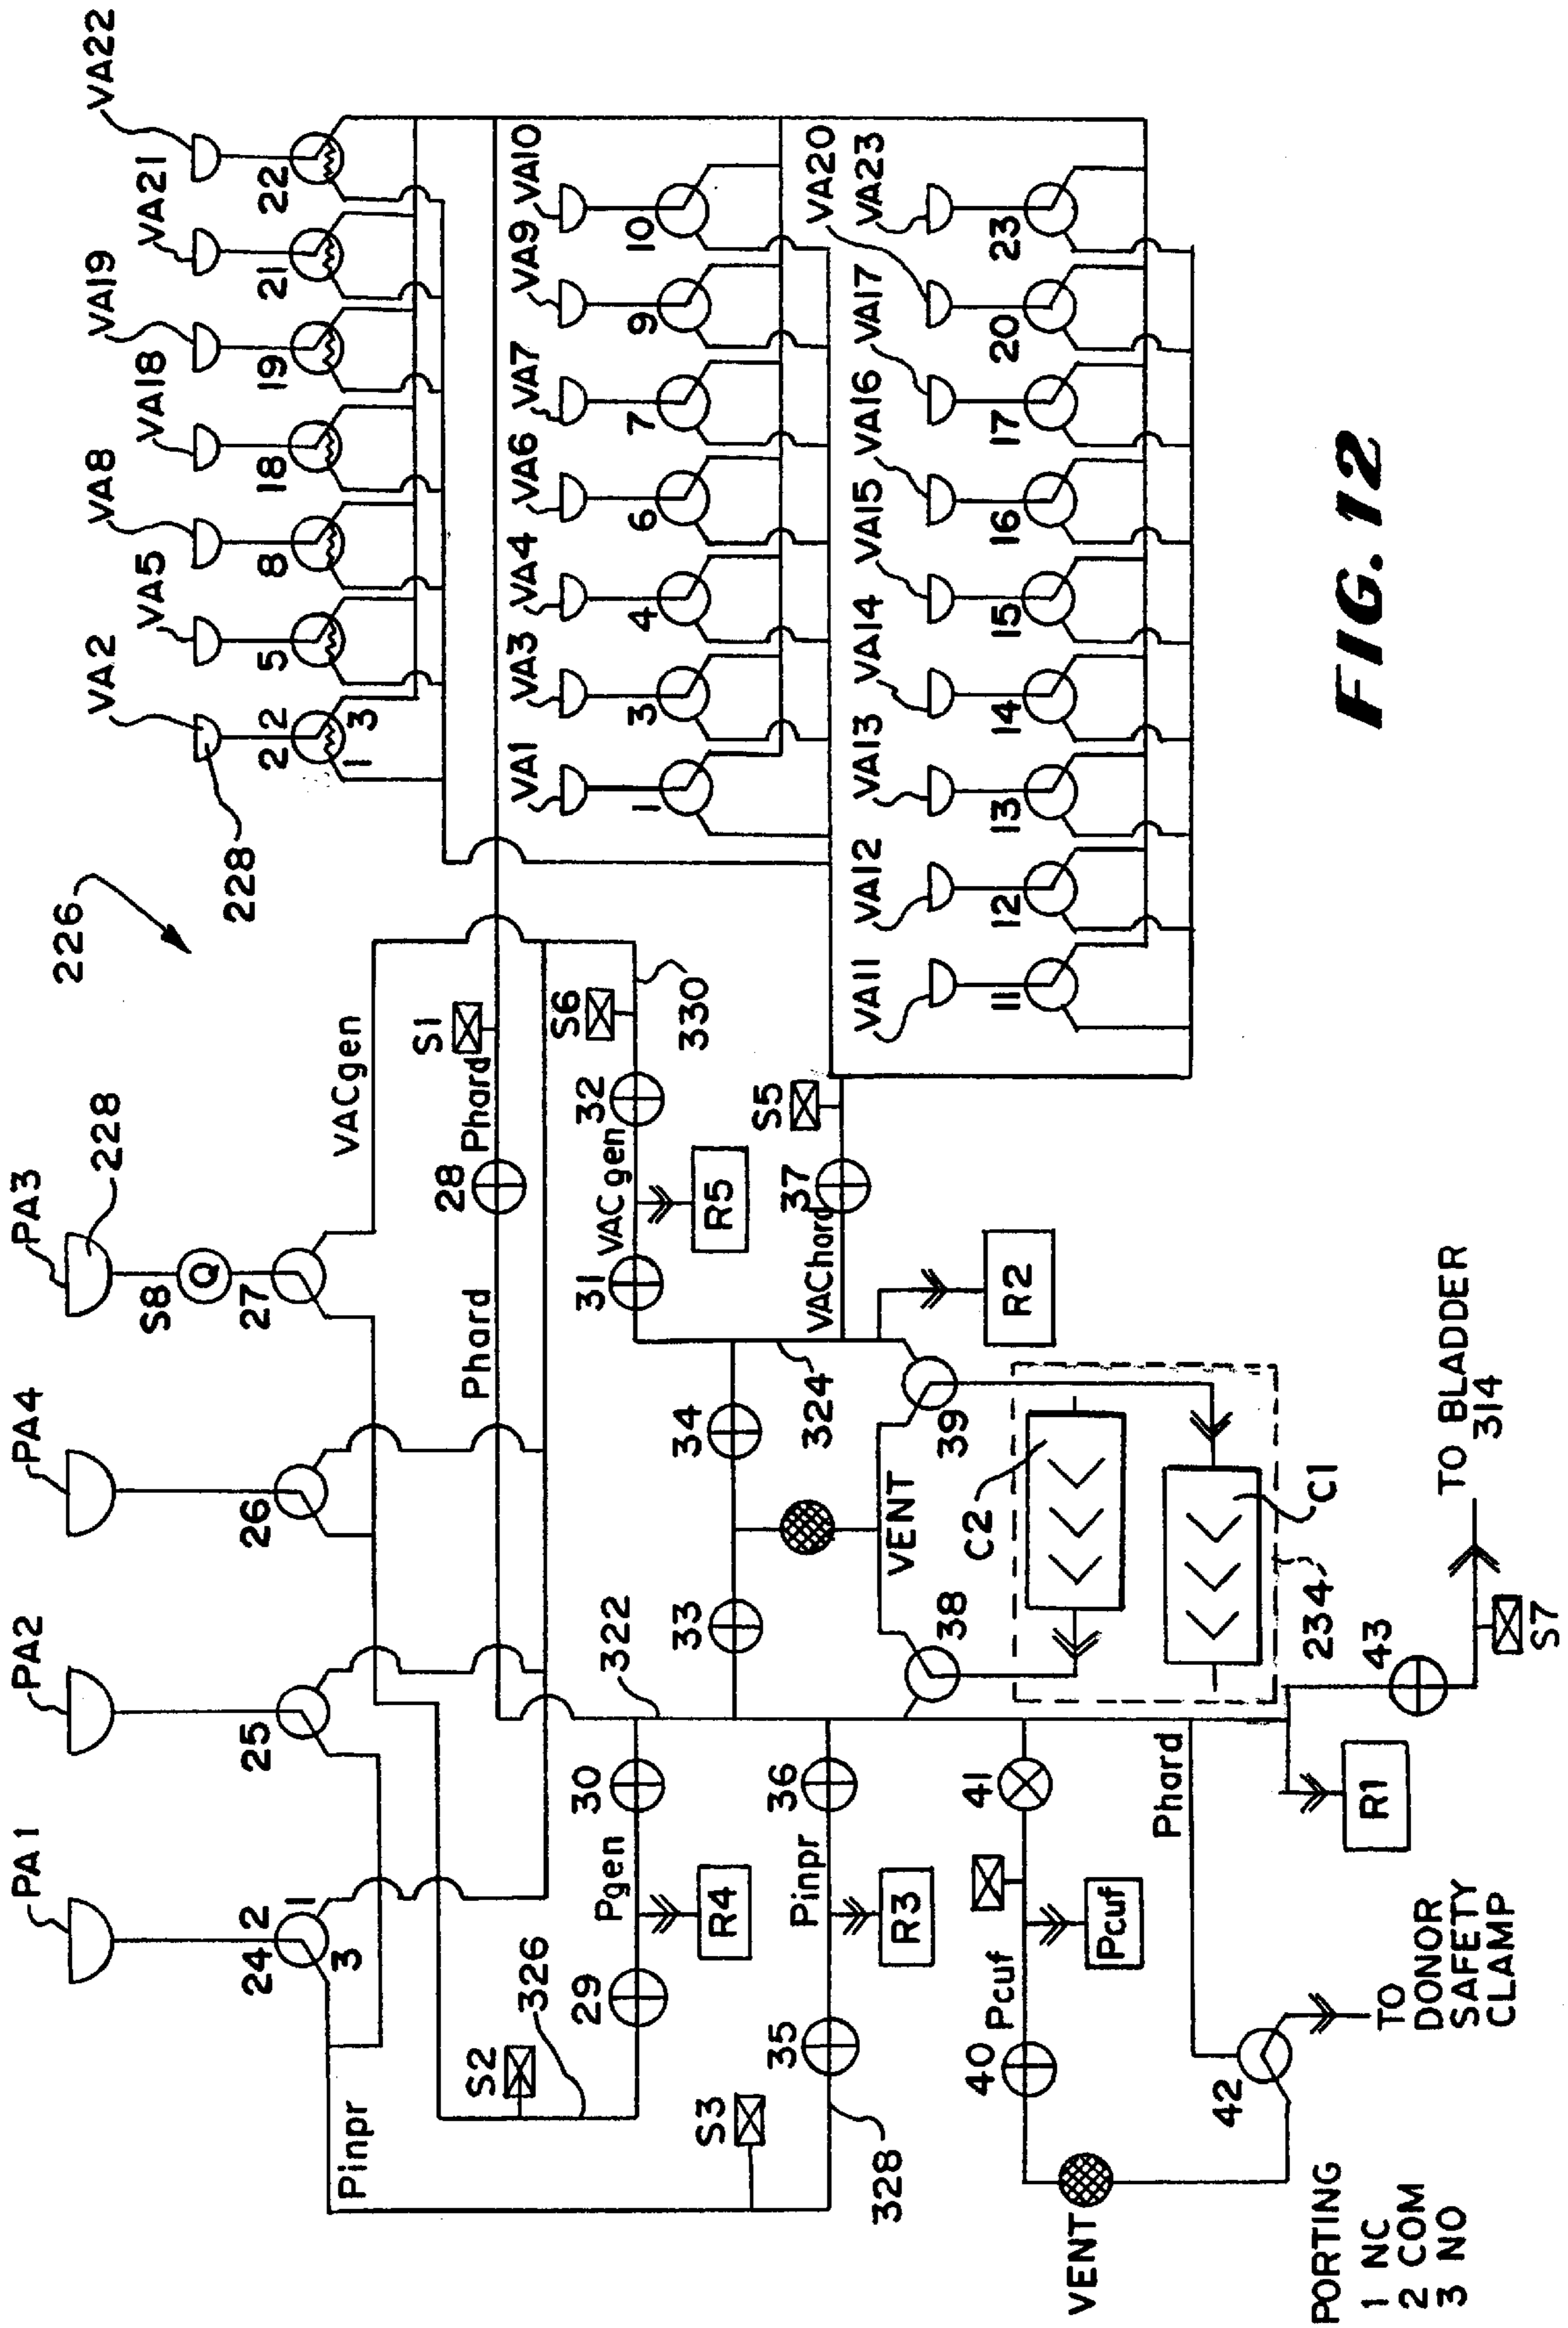 PA1
PA2
PA4
PA3
226
VA2
VA5
VA8
VA18
VA19
VA21
VA22
228
S8
228
24
2
1
3
25
26
27
2
2
1
3
5
8
18
19
21
22
Pinpr
VACgen
Phard
28
Phard
S1
S2
326
VA1
VA3
VA4
VA6
VA7
VA9
VA10
29
Pgen
30
322
31
VACgen
32
S6
R4
R5
330
1
3
4
6
7
9
10
S3
33
34
S5
35
Pinpr
36
324
VAChard
37
VA11
VA12
VA13
VA14
VA15
VA16
VA17
VA20
VA23
328
R3
VENT
38
39
R2
C2
11
12
13
14
15
16
17
20
23
40
Pcuf
41
VENT
Pcuf
Phard
42
C1
234
PORTING
1 NC
2 COM
3 NO
R1
43
TO
DONOR
SAFETY
CLAMP
S7
TO BLADDER
314
Q
FIG. 12